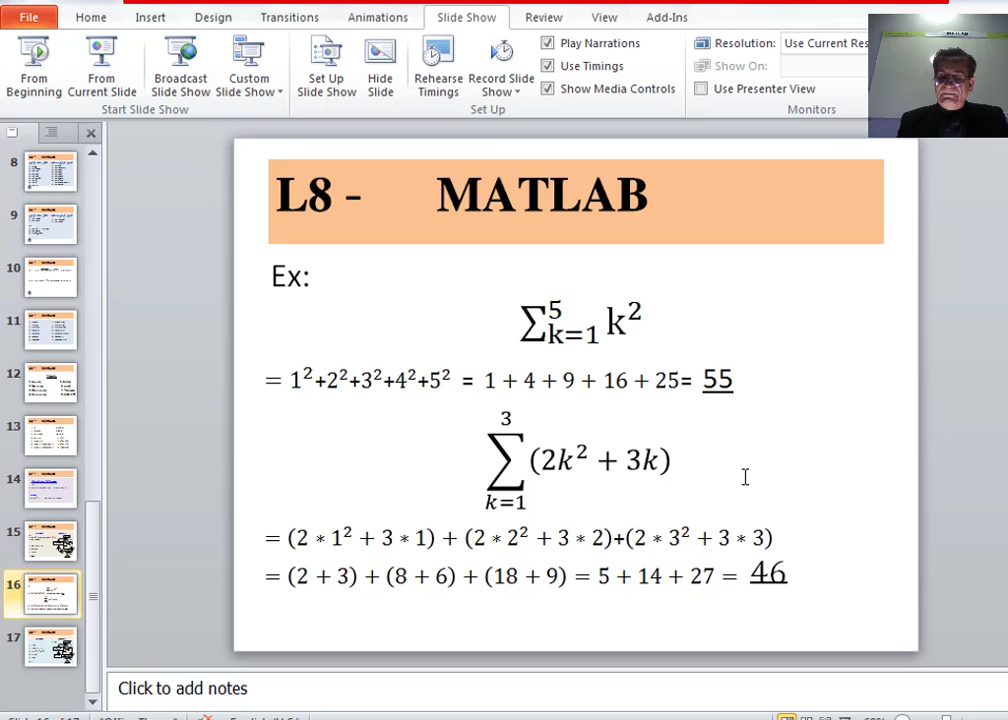 File Home Insert Design Transitions Animations Slide Show Review View Add-Ins
From Beginning
From Current Slide
Broadcast Slide Show
Custom Slide Show
Set Up Slide Show
Hide Slide
Rehearse Timings
Record Slide Show
Play Narrations
Use Timings
Show Media Controls
Resolution: Use Current Res
Show On:
Use Presenter View
Start Slide Show Set Up Monitors
8
9
10
11
12
13
14
15
16
17
L8 - MATLAB
Ex:
∑₍k=1₎⁵ k²
= 1²+2²+3²+4²+5² = 1 + 4 + 9 + 16 + 25= 55
3
∑(2k² + 3k)
k=1
= (2 ∗ 1² + 3 ∗ 1) + (2 ∗ 2² + 3 ∗ 2)+(2 ∗ 3² + 3 ∗ 3)
= (2 + 3) + (8 + 6) + (18 + 9) = 5 + 14 + 27 = 46
Click to add notes